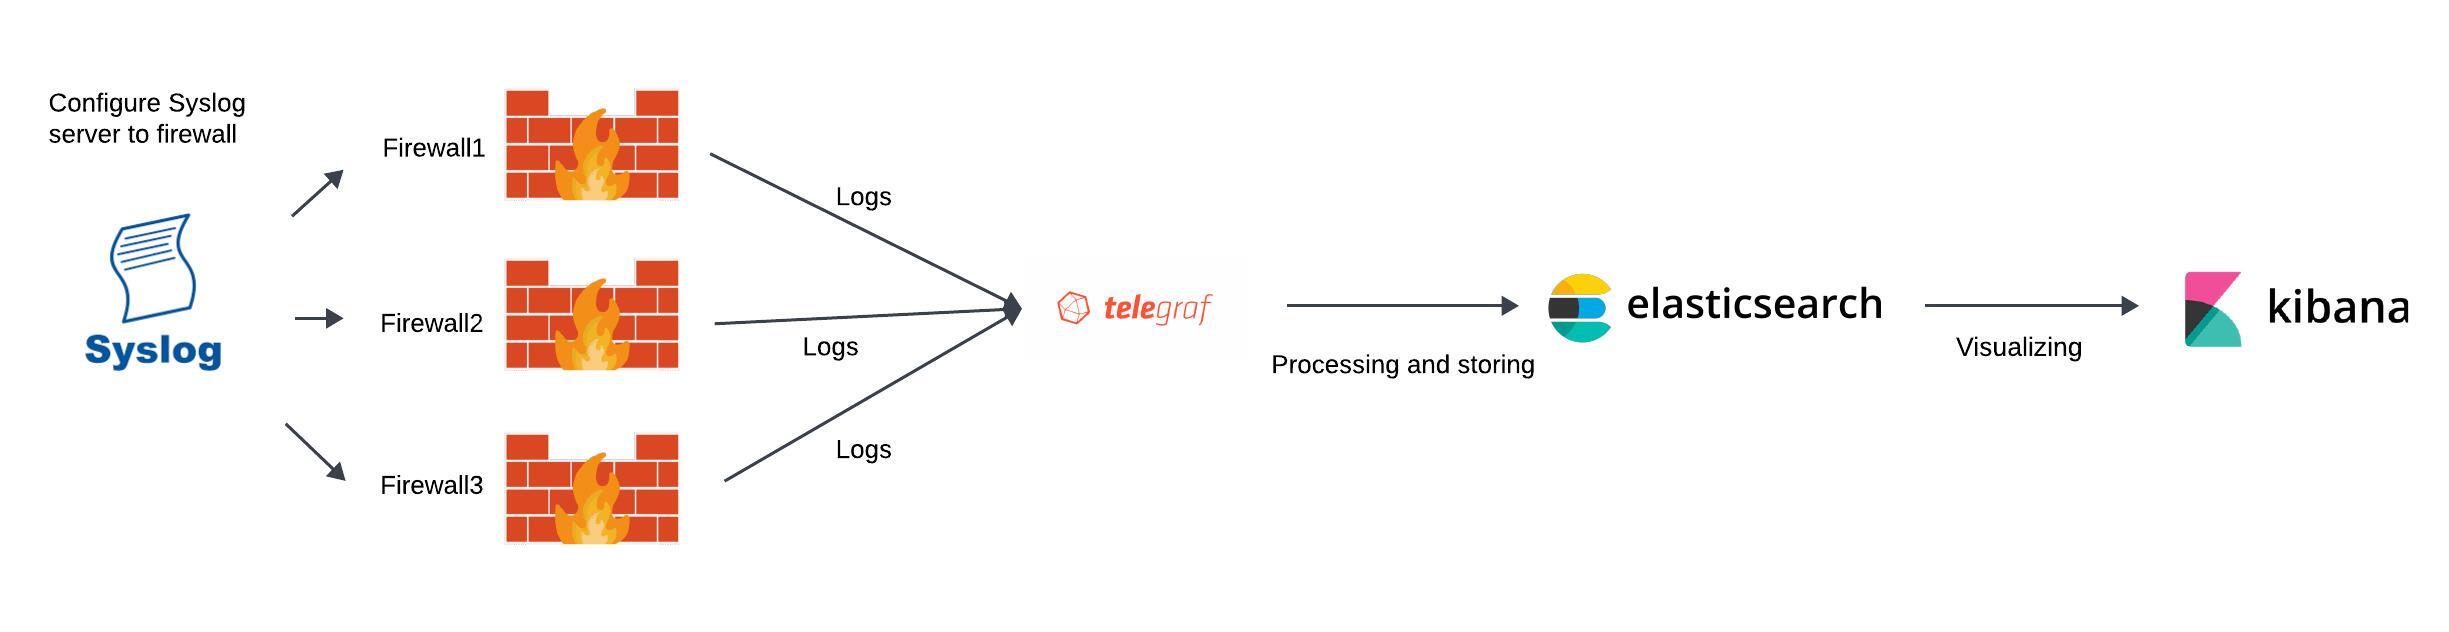 Configure Syslog
server to firewall
Syslog
Firewall1
Firewall2
Firewall3
Logs
Logs
Logs
telegraf
Processing and storing
elasticsearch
Visualizing
kibana